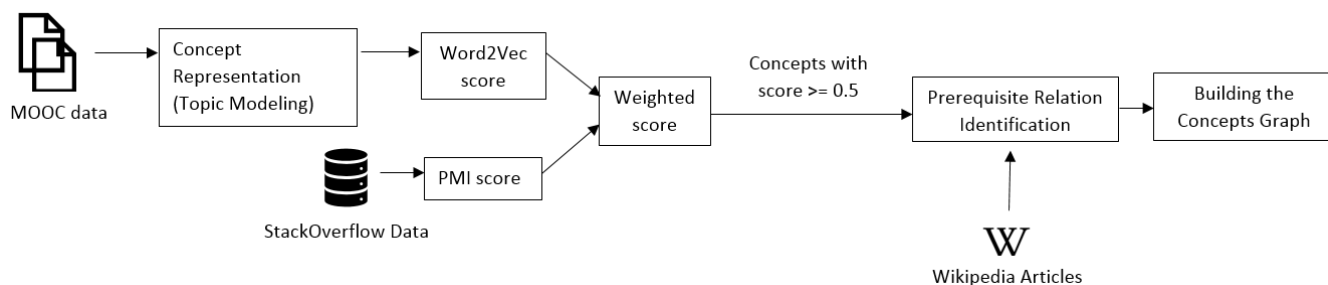 MOOC data
Concept
Representation
(Topic Modeling)
Word2Vec
score
StackOverflow Data
PMI score
Weighted
score
Concepts with
score >= 0.5
Prerequisite Relation
Identification
W
Wikipedia Articles
Building the
Concepts Graph